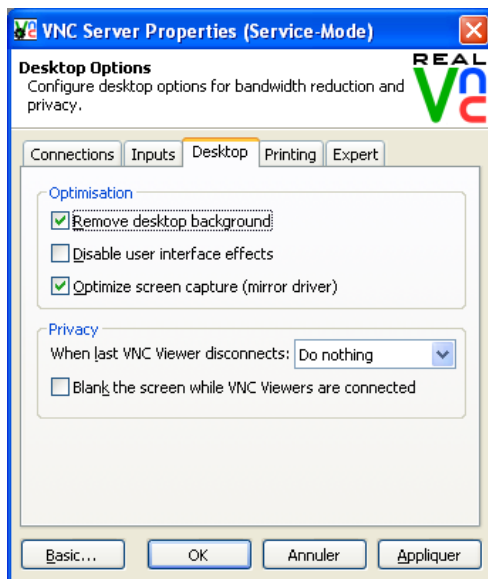 VNC Server Properties (Service-Mode)
Desktop Options
Configure desktop options for bandwidth reduction and
privacy.
REAL
Vnc
Connections Inputs Desktop Printing Expert
Optimisation
Remove desktop background
Disable user interface effects
Optimize screen capture (mirror driver)
Privacy
When last VNC Viewer disconnects: Do nothing
Blank the screen while VNC Viewers are connected
Basic... OK Annuler Appliquer